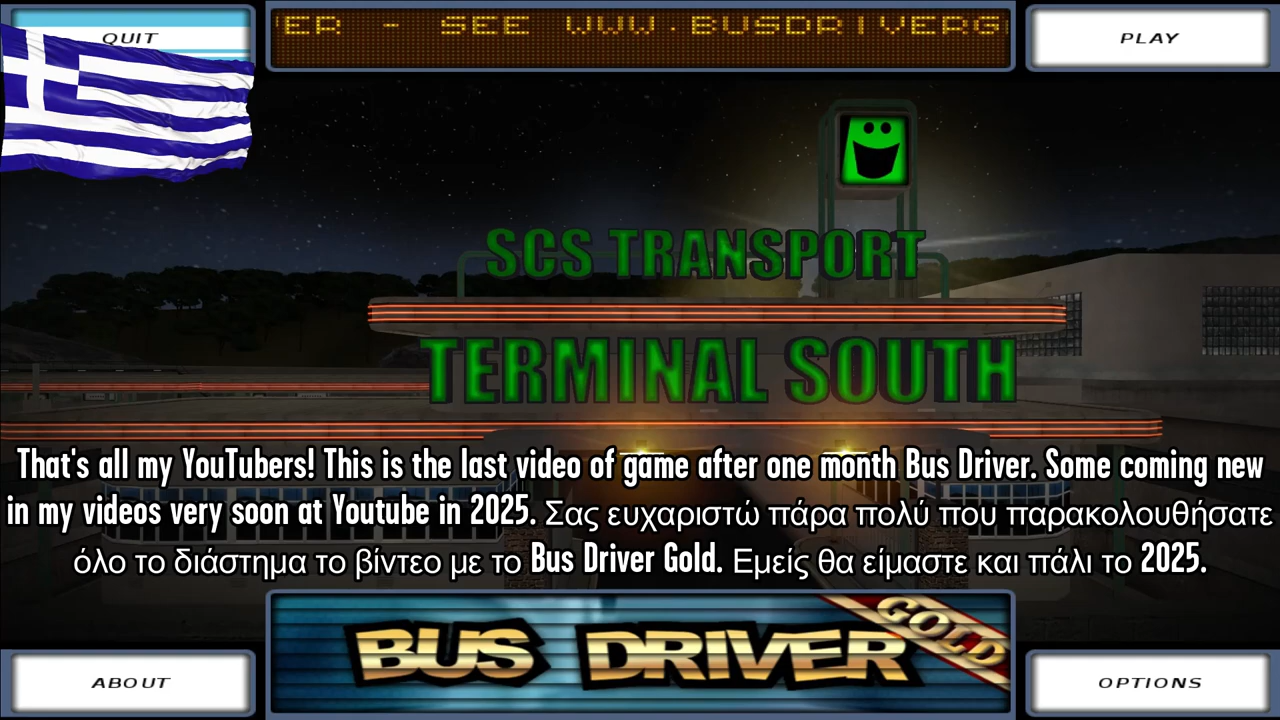 QUIT
ER - SEE WWW.BUSDRIVERG
PLAY
SCS TRANSPORT
TERMINAL SOUTH
That's all my YouTubers! This is the last video of game after one month Bus Driver. Some coming new
in my videos very soon at Youtube in 2025. Σας ευχαριστώ πάρα πολύ που παρακολουθήσατε
όλο το διάστημα το βίντεο με το Bus Driver Gold. Εμείς θα είμαστε και πάλι το 2025.
BUS DRIVER
GOLD
ABOUT
OPTIONS